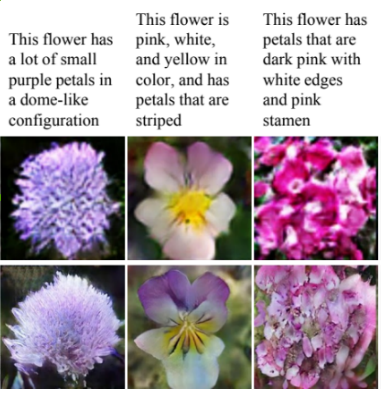 This flower has
a lot of small
purple petals in
a dome-like
configuration
This flower is
pink, white,
and yellow in
color, and has
petals that are
striped
This flower has
petals that are
dark pink with
white edges
and pink
stamen